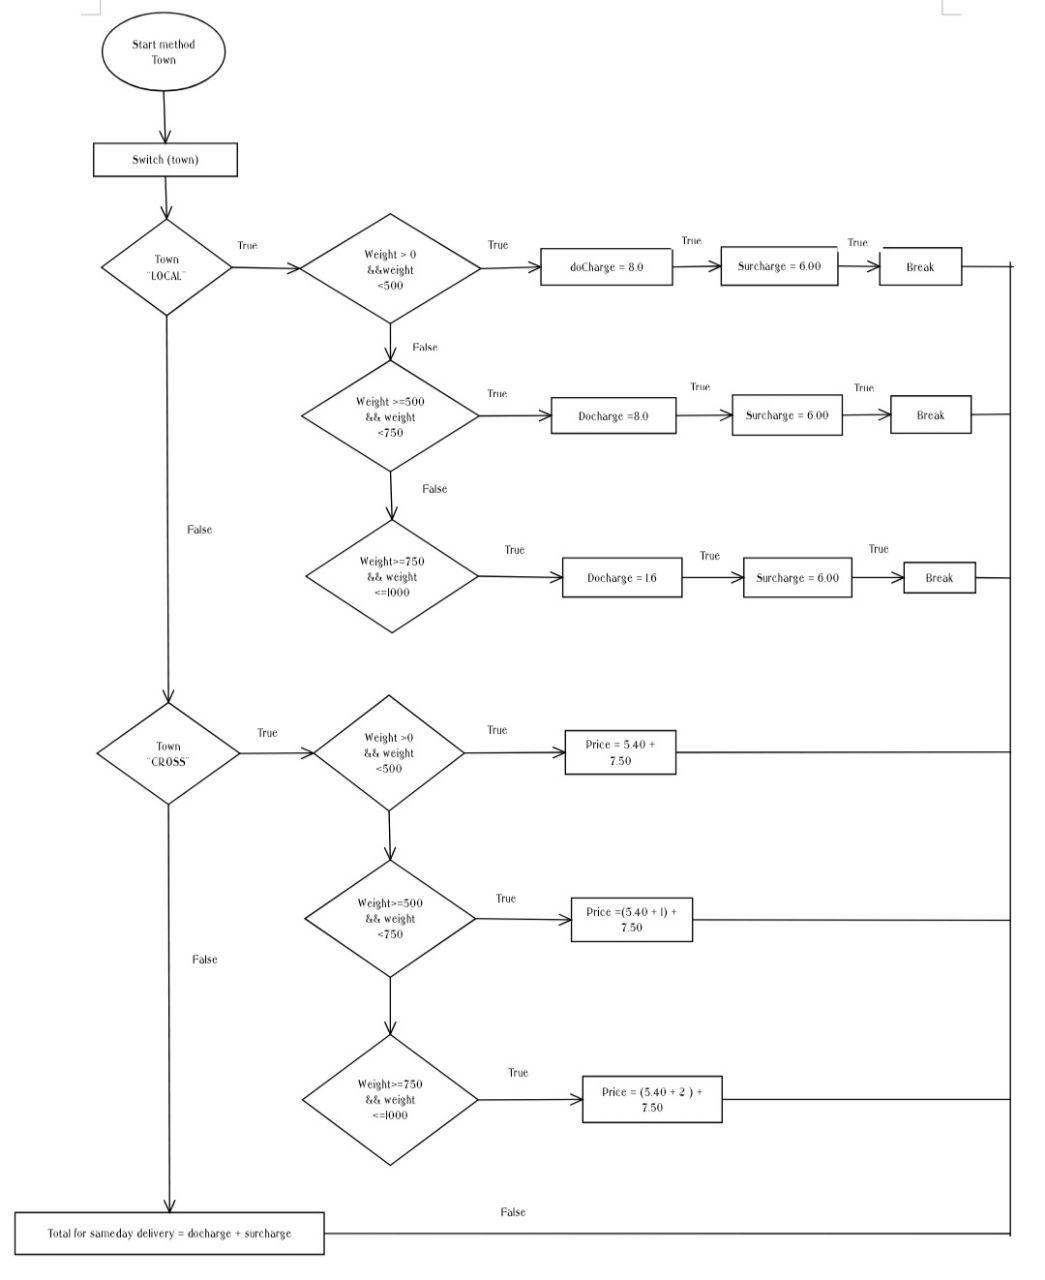 Start method
Town
Switch (town)
Town
"LOCAL"
True
Weight > 0
&&weight
<500
True
doCharge = 8.0
True
Surcharge = 6.00
True
Break
False
Weight >=500
&& weight
<750
True
Docharge =8.0
True
Surcharge = 6.00
True
Break
False
False
Weight>=750
&& weight
<=1000
True
Docharge = 16
True
Surcharge = 6.00
True
Break
Town
"CROSS"
True
Weight >0
&& weight
<500
True
Price = 5.40 +
7.50
Weight>=500
&& weight
<750
True
Price =(5.40 + 1) +
7.50
False
Weight>=750
&& weight
<=1000
True
Price = (5.40 + 2 ) +
7.50
False
Total for sameday delivery = docharge + surcharge